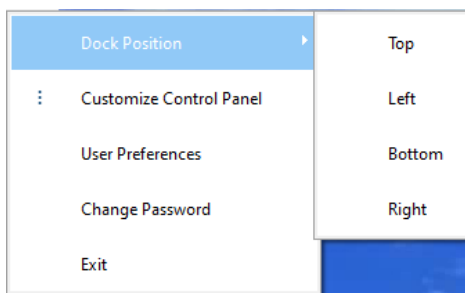 Dock Position
Customize Control Panel
User Preferences
Change Password
Exit
Top
Left
Bottom
Right